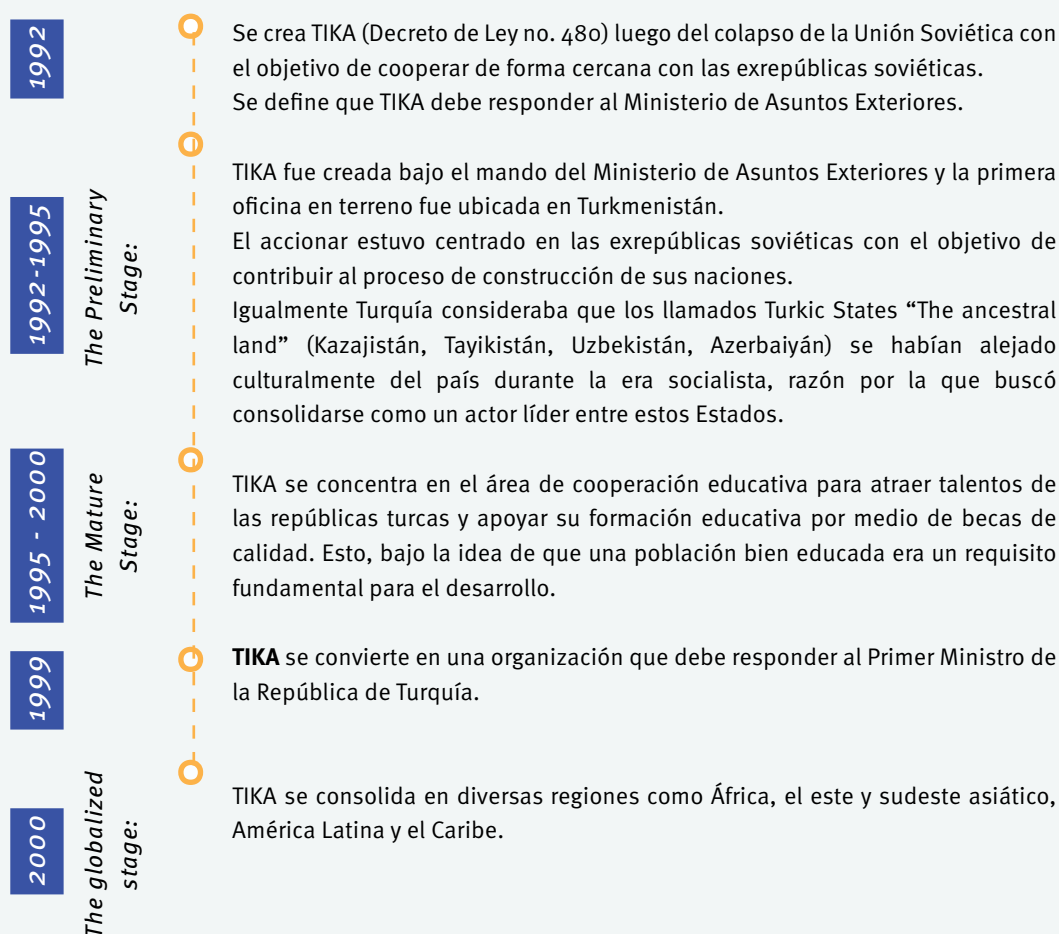 1992
Se crea TIKA (Decreto de Ley no. 480) luego del colapso de la Unión Soviética con
el objetivo de cooperar de forma cercana con las exrepúblicas soviéticas.
Se define que TIKA debe responder al Ministerio de Asuntos Exteriores.
1992-1995
The Preliminary
Stage:
TIKA fue creada bajo el mando del Ministerio de Asuntos Exteriores y la primera
oficina en terreno fue ubicada en Turkmenistán.
El accionar estuvo centrado en las exrepúblicas soviéticas con el objetivo de
contribuir al proceso de construcción de sus naciones.
Igualmente Turquía consideraba que los llamados Turkic States “The ancestral
land” (Kazajistán, Tayikistán, Uzbekistán, Azerbaiyán) se habían alejado
culturalmente del país durante la era socialista, razón por la que buscó
consolidarse como un actor líder entre estos Estados.
1995 - 2000
The Mature
Stage:
TIKA se concentra en el área de cooperación educativa para atraer talentos de
las repúblicas turcas y apoyar su formación educativa por medio de becas de
calidad. Esto, bajo la idea de que una población bien educada era un requisito
fundamental para el desarrollo.
1999
TIKA se convierte en una organización que debe responder al Primer Ministro de
la República de Turquía.
2000
The globalized
stage:
TIKA se consolida en diversas regiones como África, el este y sudeste asiático,
América Latina y el Caribe.